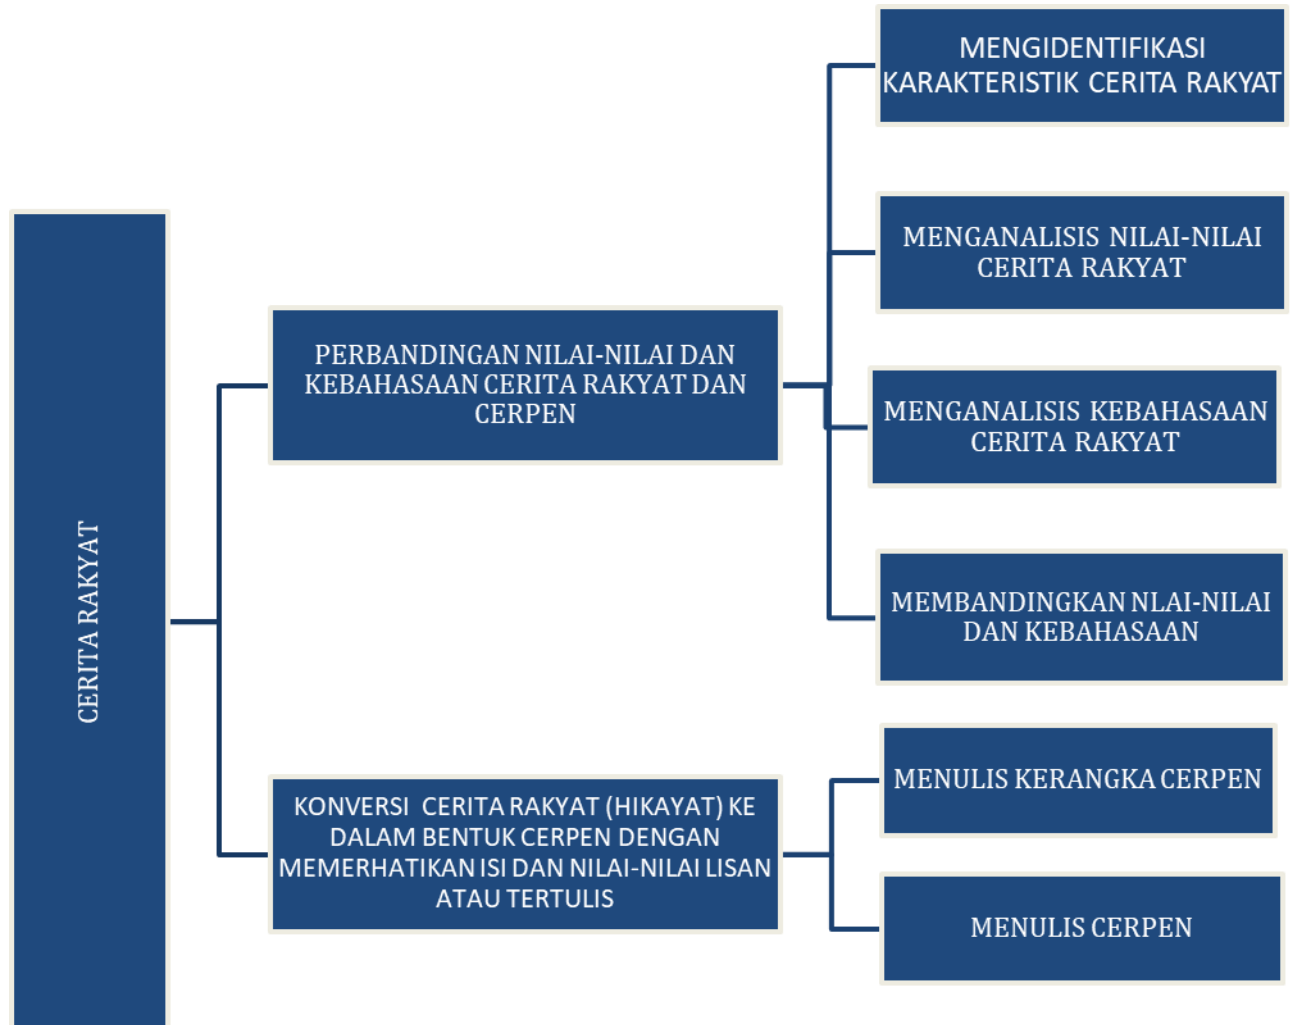 CERITA RAKYAT
PERBANDINGAN NILAI-NILAI DAN
KEBAHASAAN CERITA RAKYAT DAN
CERPEN
MENGIDENTIFIKASI
KARAKTERISTIK CERITA RAKYAT
MENGANALISIS NILAI-NILAI
CERITA RAKYAT
MENGANALISIS KEBAHASAAN
CERITA RAKYAT
MEMBANDINGKAN NLAI-NILAI
DAN KEBAHASAAN
KONVERSI CERITA RAKYAT (HIKAYAT) KE
DALAM BENTUK CERPEN DENGAN
MEMERHATIKAN ISI DAN NILAI-NILAI LISAN
ATAU TERTULIS
MENULIS KERANGKA CERPEN
MENULIS CERPEN